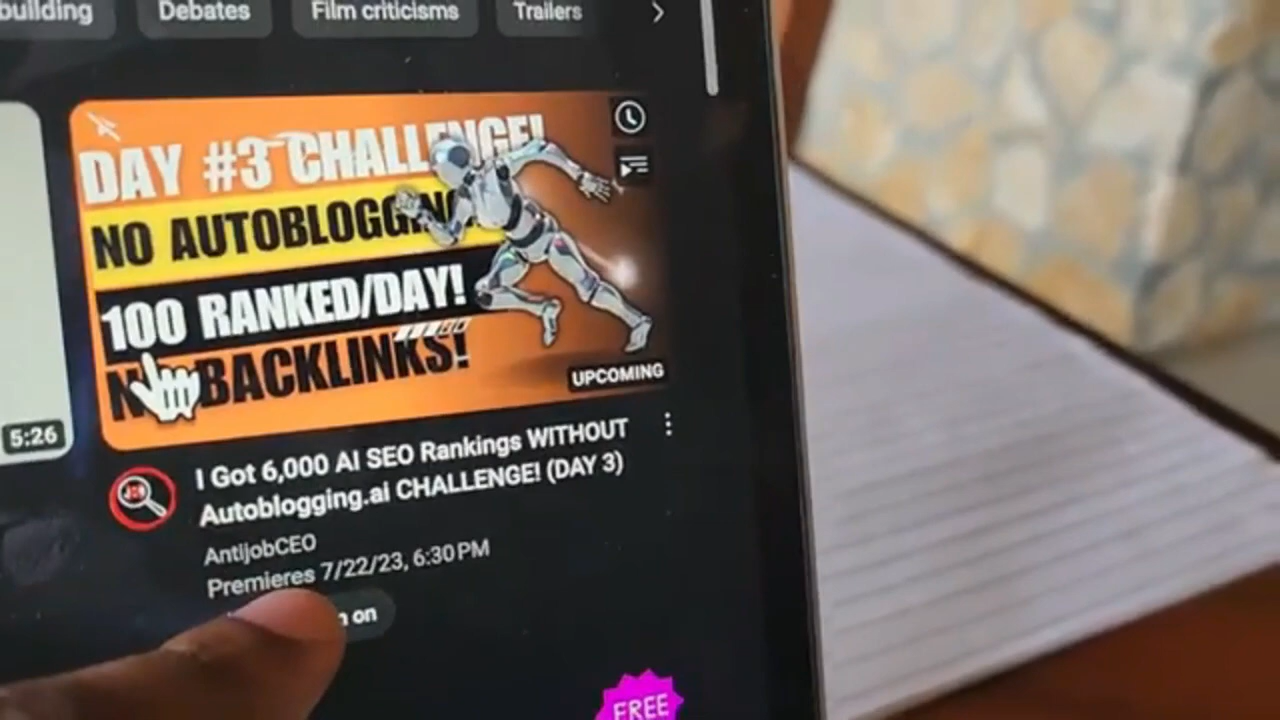 building
Debates
Film criticisms
Trailers
DAY #3 CHALLENGE!
NO AUTOBLOGGING
100 RANKED/DAY!
NO BACKLINKS!
UPCOMING
5:26
I Got 6,000 AI SEO Rankings WITHOUT
Autoblogging.ai CHALLENGE! (DAY 3)
AntijobCEO
Premieres 7/22/23, 6:30 PM
on
FREE